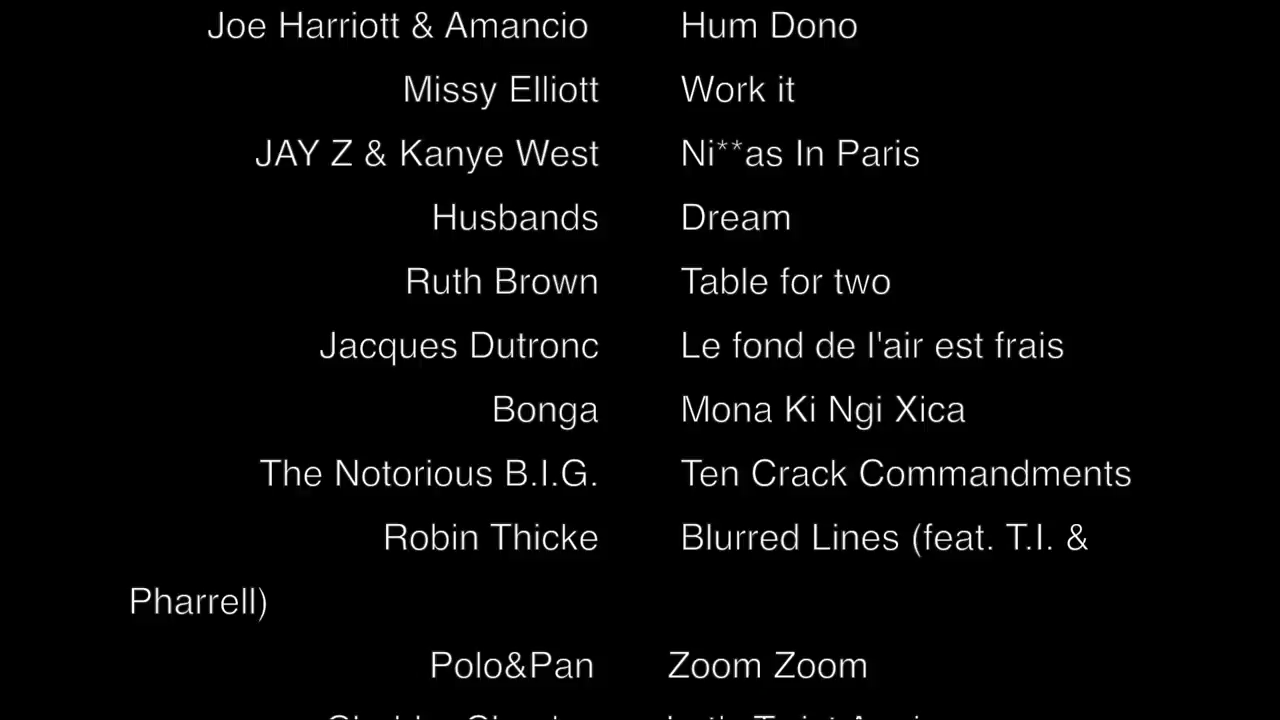 Joe Harriott & Amancio Hum Dono
Missy Elliott Work it
JAY Z & Kanye West Ni**as In Paris
Husbands Dream
Ruth Brown Table for two
Jacques Dutronc Le fond de l'air est frais
Bonga Mona Ki Ngi Xica
The Notorious B.I.G. Ten Crack Commandments
Robin Thicke Blurred Lines (feat. T.I. &
Pharrell)
Polo&Pan Zoom Zoom